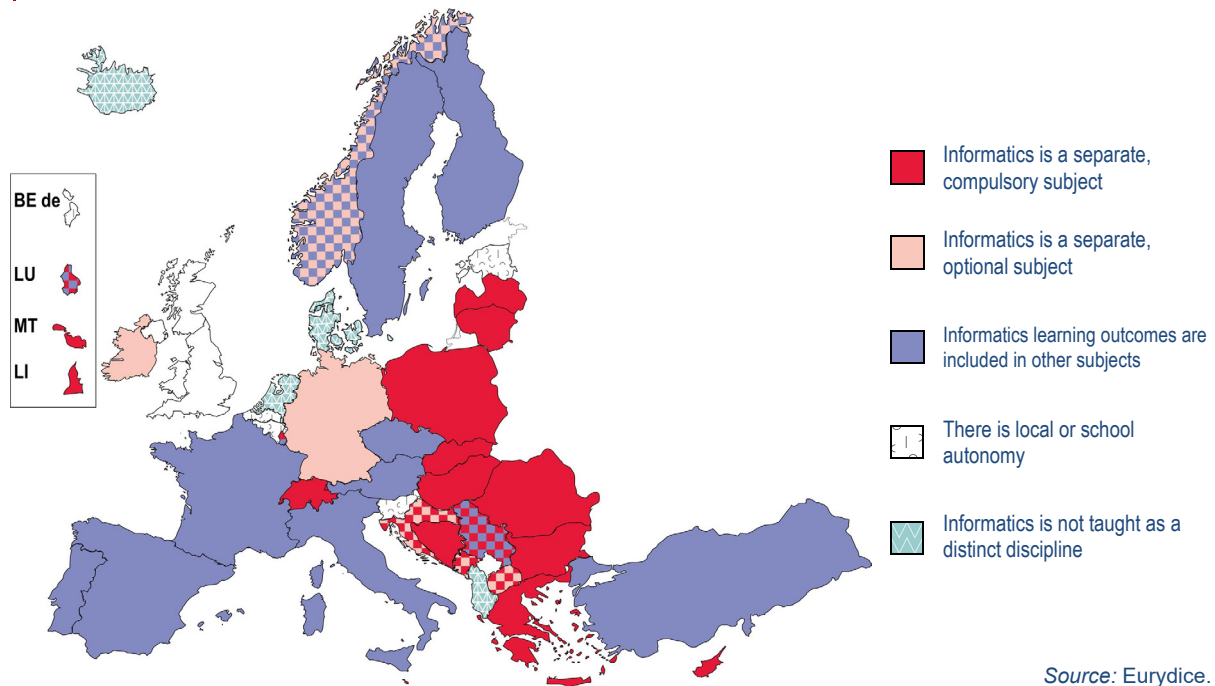 BE de
LU
MT
LI
Informatics is a separate,
compulsory subject
Informatics is a separate,
optional subject
Informatics learning outcomes are
included in other subjects
There is local or school
autonomy
Informatics is not taught as a
distinct discipline
Source: Eurydice.